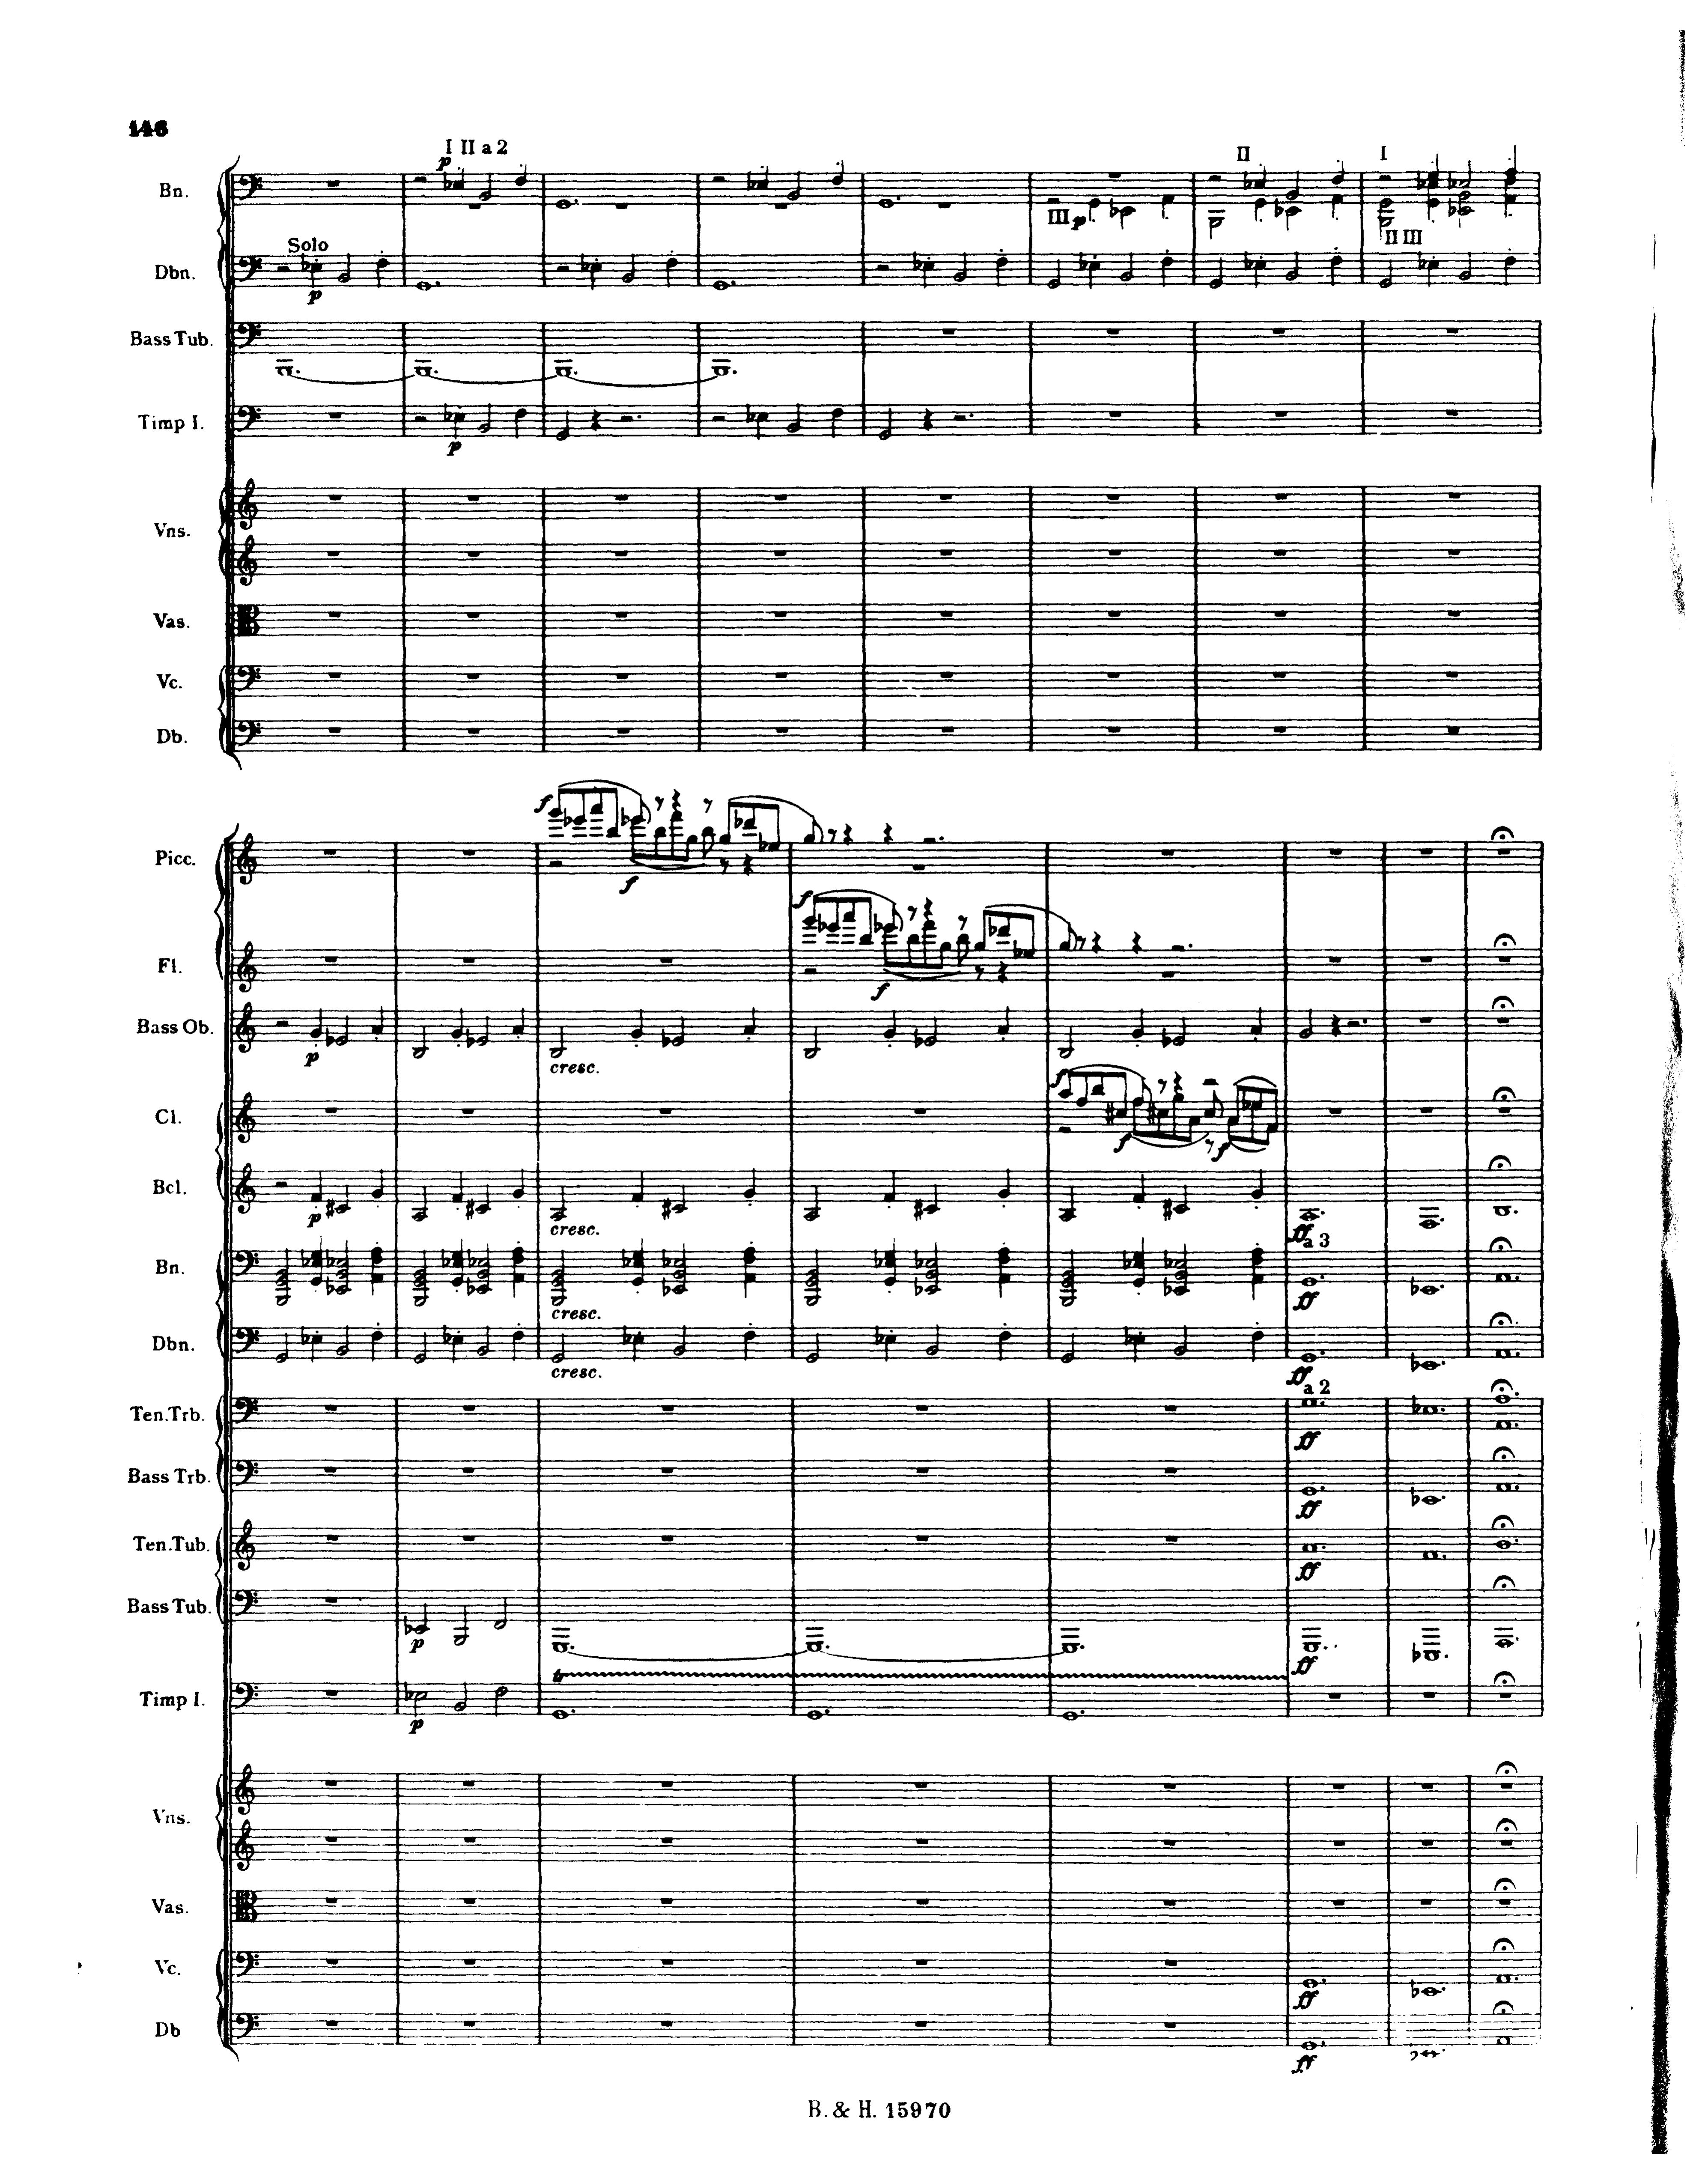 146
I II a 2
p
II
I
Bn.
III p
II III
Solo
Dbn.
p
Bass Tub.
Timp I.
p
Vns.
Vas.
Vc.
Db.
f
Picc.
f
f
Fl.
f
Bass Ob.
p
cresc.
f
Cl.
f
f
Bcl.
p
cresc.
ff
a 3
Bn.
cresc.
ff
Dbn.
cresc.
ff
a 2
Ten.Trb.
ff
Bass Trb.
ff
Ten.Tub.
ff
Bass Tub.
p
ff
tr
Timp I.
p
Vns.
Vas.
Vc.
ff
Db
ff
B. & H. 15970